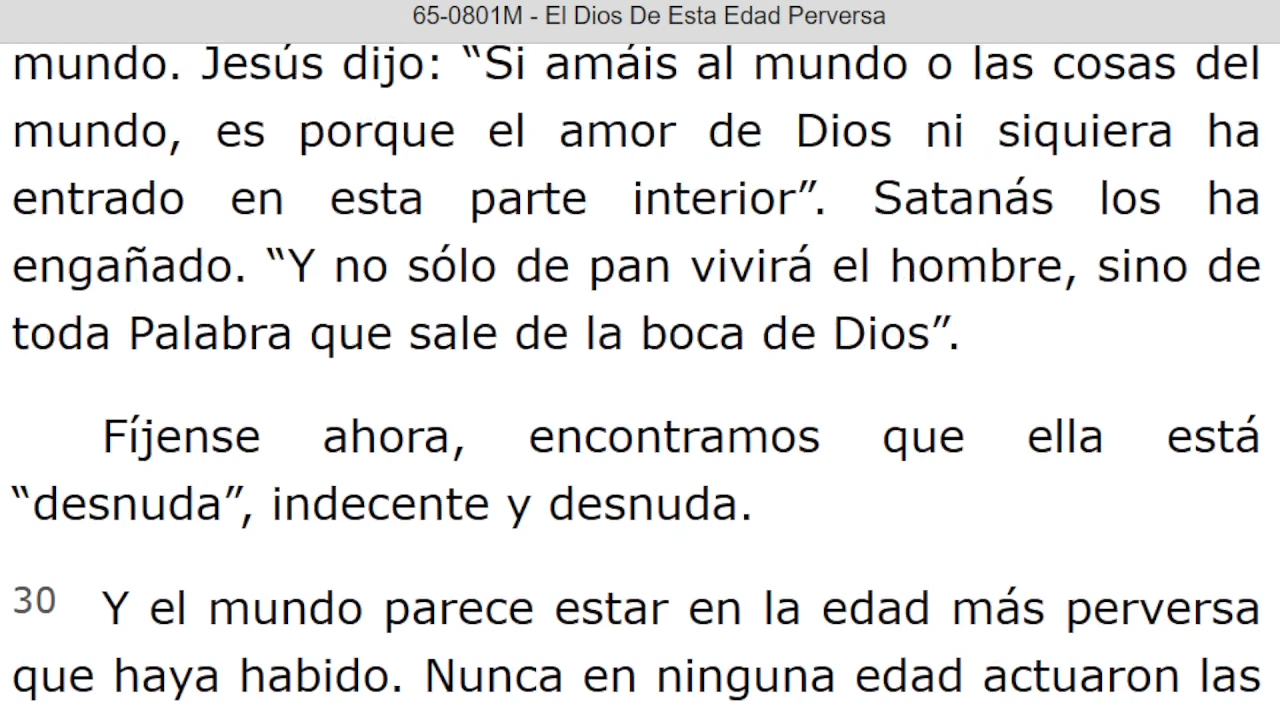 65-0801M - El Dios De Esta Edad Perversa
mundo. Jesús dijo: “Si amáis al mundo o las cosas del
mundo, es porque el amor de Dios ni siquiera ha
entrado en esta parte interior”. Satanás los ha
engañado. “Y no sólo de pan vivirá el hombre, sino de
toda Palabra que sale de la boca de Dios”.
Fíjense ahora, encontramos que ella está
“desnuda”, indecente y desnuda.
30 Y el mundo parece estar en la edad más perversa
que haya habido. Nunca en ninguna edad actuaron las